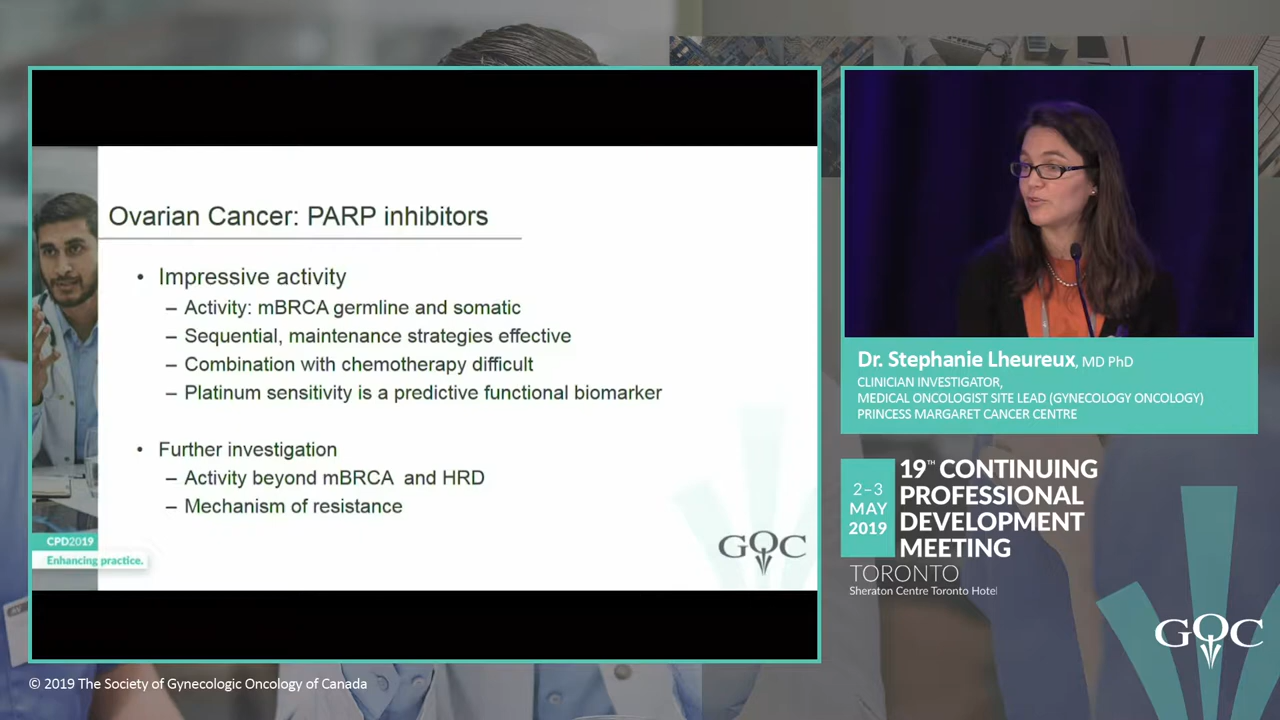 Ovarian Cancer: PARP inhibitors
• Impressive activity
– Activity: mBRCA germline and somatic
– Sequential, maintenance strategies effective
– Combination with chemotherapy difficult
– Platinum sensitivity is a predictive functional biomarker
• Further investigation
– Activity beyond mBRCA and HRD
– Mechanism of resistance
CPD2019
Enhancing practice.
GOC
Dr. Stephanie Lheureux, MD PhD
CLINICIAN INVESTIGATOR,
MEDICAL ONCOLOGIST SITE LEAD (GYNECOLOGY ONCOLOGY)
PRINCESS MARGARET CANCER CENTRE
2–3
MAY
2019
19TH CONTINUING
PROFESSIONAL
DEVELOPMENT
MEETING
TORONTO
Sheraton Centre Toronto Hotel
GOC
© 2019 The Society of Gynecologic Oncology of Canada